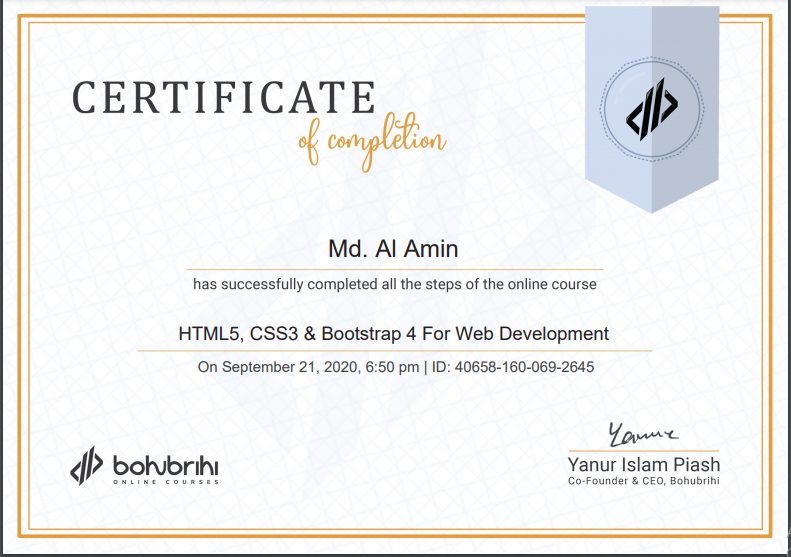 CERTIFICATE
of completion
Md. Al Amin
has successfully completed all the steps of the online course
HTML5, CSS3 & Bootstrap 4 For Web Development
On September 21, 2020, 6:50 pm | ID: 40658-160-069-2645
Yanur
bohubrihi
ONLINE COURSES
Yanur Islam Piash
Co-Founder & CEO, Bohubrihi